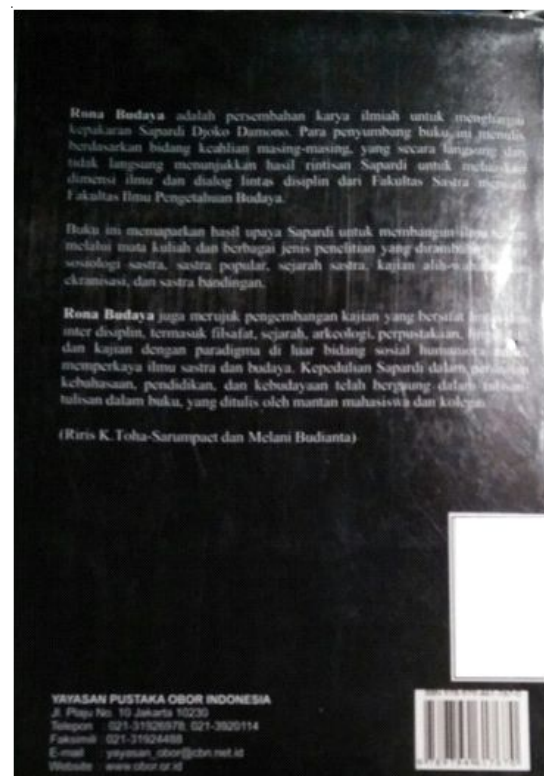 Rona Budaya adalah persembahan karya ilmiah untuk menghargai
kepakaran Sapardi Djoko Damono. Para penyumbang buku ini menulis
berdasarkan bidang keahlian masing-masing, yang secara langsung dan
tidak langsung menunjukkan hasil rintisan Sapardi untuk meluaskan
dimensi ilmu dan dialog lintas disiplin dari Fakultas Sastra menjadi
Fakultas Ilmu Pengetahuan Budaya.
Buku ini memaparkan hasil upaya Sapardi untuk membangun ilmu
melalui mata kuliah dan berbagai jenis penelitian yang
sosiologi sastra, sastra popular, sejarah sastra, kajian
ekranisasi, dan sastra bandingan.
Rona Budaya juga merujuk pengembangan kajian yang bersifat
inter disiplin, termasuk filsafat, sejarah, arkeologi, perpustakaan,
dan kajian dengan paradigma di luar bidang sosial humaniora
memperkaya ilmu sastra dan budaya. Kepedulian Sapardi dalam
kebahasaan, pendidikan, dan kebudayaan telah bergaung dalam tulisan-
tulisan dalam buku, yang ditulis oleh mantan mahasiswa dan kolega.
(Riris K.Toha-Sarumpaet dan Melani Budianta)
YAYASAN PUSTAKA OBOR INDONESIA
Jl. Plaju No. 10 Jakarta 10230
Telepon : 021-31926978; 021-3920114
Faksimili : 021-31924488
E-mail : yayasan_obor@cbn.net.id
Website : www.obor.or.id